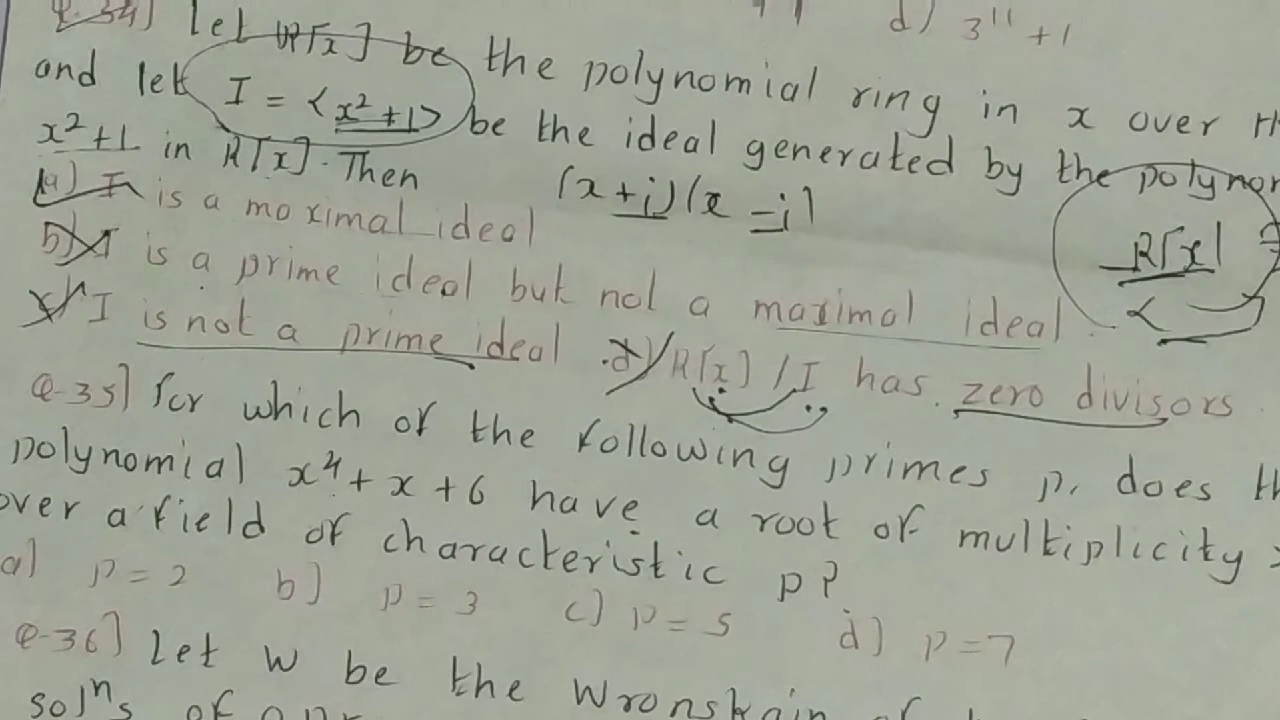 d) 3¹¹ + 1
Q-34) Let R[x] be the polynomial ring in x over
and let I = < x² + 1 > be the ideal generated by the
x² + 1 in R[x]. Then (x + i)(x - i)
(a) I is a maximal ideal
b) I is a prime ideal but not a maximal ideal
I is not a prime ideal d) R[x] / I has zero divisors.
R[x]
Q-35] For which of the following primes p, does
polynomial x⁴ + x + 6 have a root of multiplicity
over a field of characteristic p?
a) p = 2 b) p = 3 c) p = 5 d) p = 7
Q-36] Let W be the Wronskain of
solⁿs of